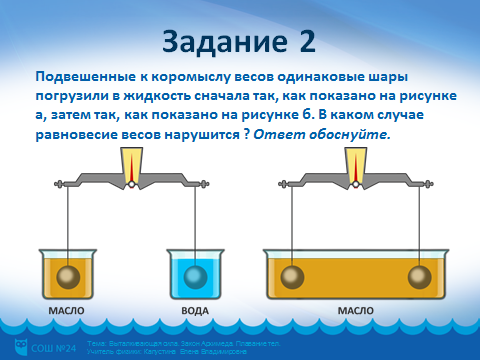 Задание 2
Подвешенные к коромыслу весов одинаковые шары
погрузили в жидкость сначала так, как показано на рисунке
а, затем так, как показано на рисунке б. В каком случае
равновесие весов нарушится ? Ответ обоснуйте.
МАСЛО ВОДА МАСЛО
СОШ №24
Тема: Выталкивающая сила. Закон Архимеда. Плавание тел.
Учитель физики: Капустина Елена Владимировна